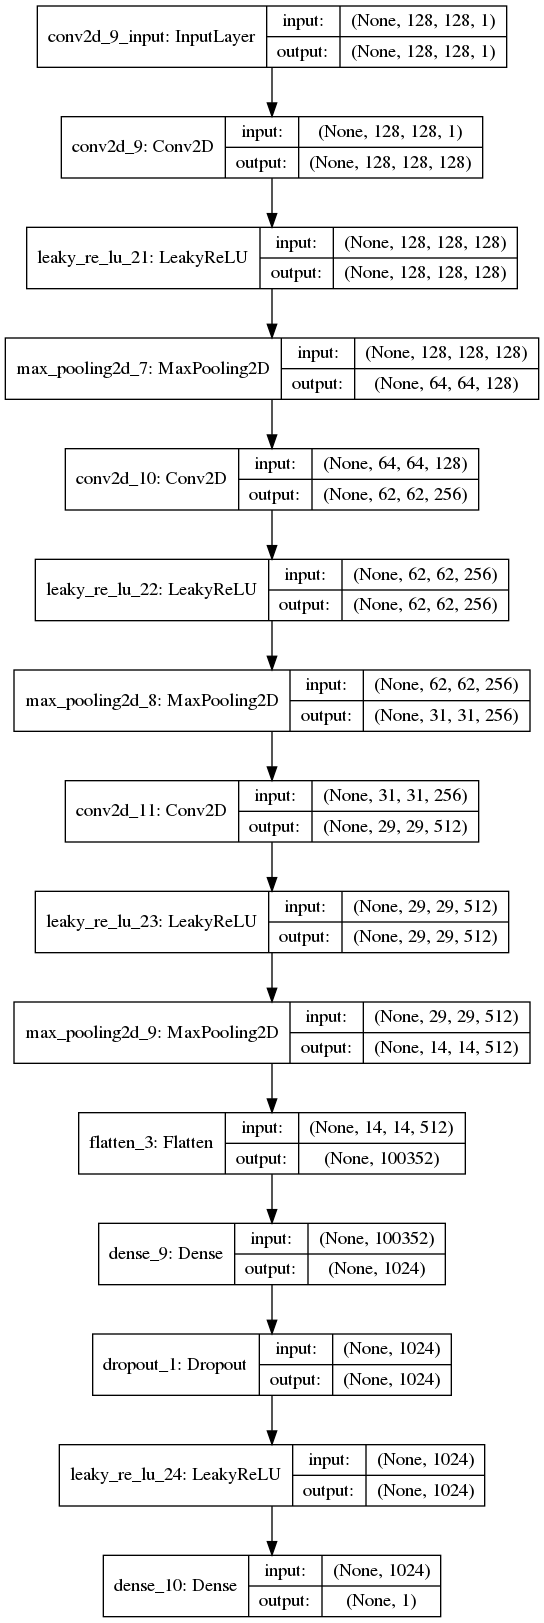 conv2d_9_input: InputLayer
input: (None, 128, 128, 1)
output: (None, 128, 128, 1)
conv2d_9: Conv2D
input: (None, 128, 128, 1)
output: (None, 128, 128, 128)
leaky_re_lu_21: LeakyReLU
input: (None, 128, 128, 128)
output: (None, 128, 128, 128)
max_pooling2d_7: MaxPooling2D
input: (None, 128, 128, 128)
output: (None, 64, 64, 128)
conv2d_10: Conv2D
input: (None, 64, 64, 128)
output: (None, 62, 62, 256)
leaky_re_lu_22: LeakyReLU
input: (None, 62, 62, 256)
output: (None, 62, 62, 256)
max_pooling2d_8: MaxPooling2D
input: (None, 62, 62, 256)
output: (None, 31, 31, 256)
conv2d_11: Conv2D
input: (None, 31, 31, 256)
output: (None, 29, 29, 512)
leaky_re_lu_23: LeakyReLU
input: (None, 29, 29, 512)
output: (None, 29, 29, 512)
max_pooling2d_9: MaxPooling2D
input: (None, 29, 29, 512)
output: (None, 14, 14, 512)
flatten_3: Flatten
input: (None, 14, 14, 512)
output: (None, 100352)
dense_9: Dense
input: (None, 100352)
output: (None, 1024)
dropout_1: Dropout
input: (None, 1024)
output: (None, 1024)
leaky_re_lu_24: LeakyReLU
input: (None, 1024)
output: (None, 1024)
dense_10: Dense
input: (None, 1024)
output: (None, 1)